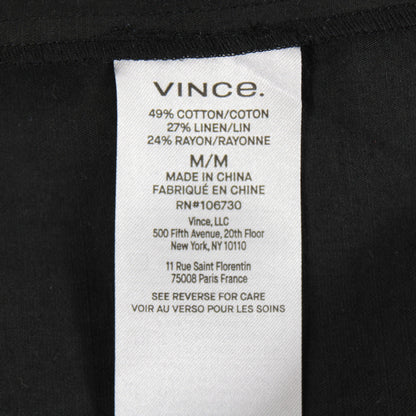 VINCE.
49% COTTON/COTON
27% LINEN/LIN
24% RAYON/RAYONNE
M/M
MADE IN CHINA
FABRIQUÉ EN CHINE
RN#106730
Vince, LLC
500 Fifth Avenue, 20th Floor
New York, NY 10110
11 Rue Saint Florentin
75008 Paris France
SEE REVERSE FOR CARE
VOIR AU VERSO POUR LES SOINS